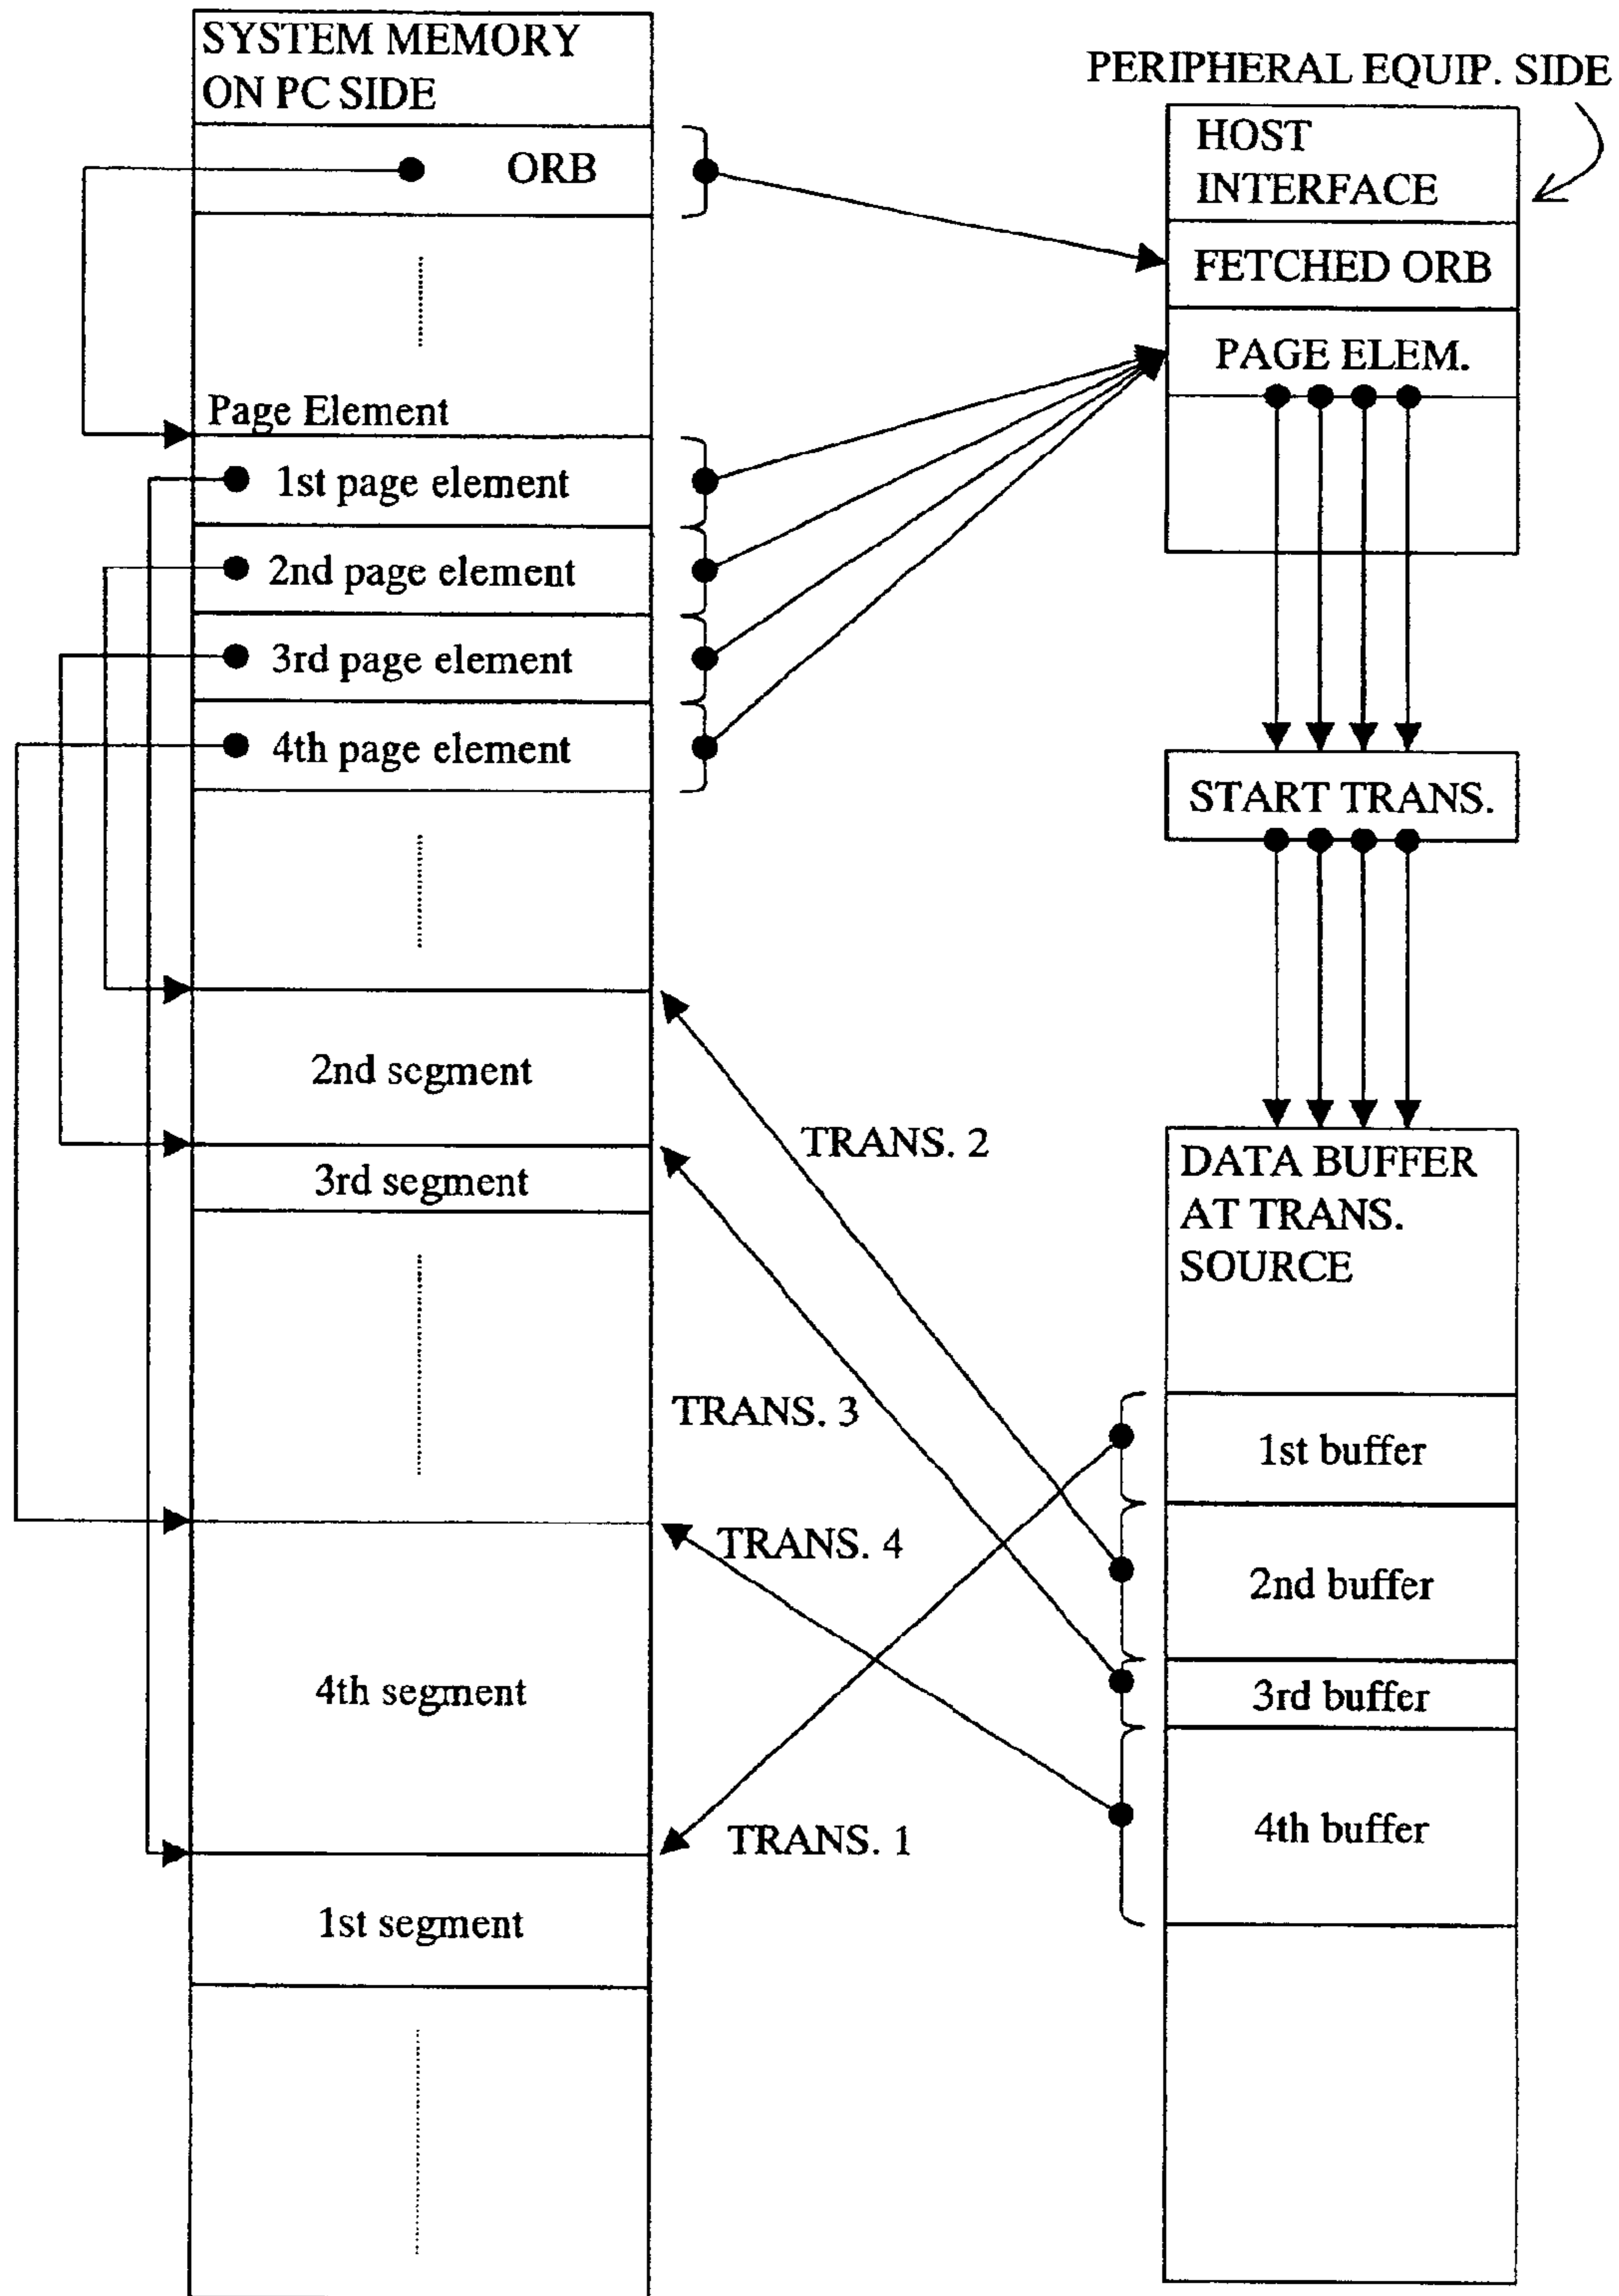 SYSTEM MEMORY
ON PC SIDE
ORB
Page Element
1st page element
2nd page element
3rd page element
4th page element
2nd segment
3rd segment
4th segment
1st segment
PERIPHERAL EQUIP. SIDE
HOST
INTERFACE
FETCHED ORB
PAGE ELEM.
START TRANS.
TRANS. 2
TRANS. 3
TRANS. 4
TRANS. 1
DATA BUFFER
AT TRANS.
SOURCE
1st buffer
2nd buffer
3rd buffer
4th buffer